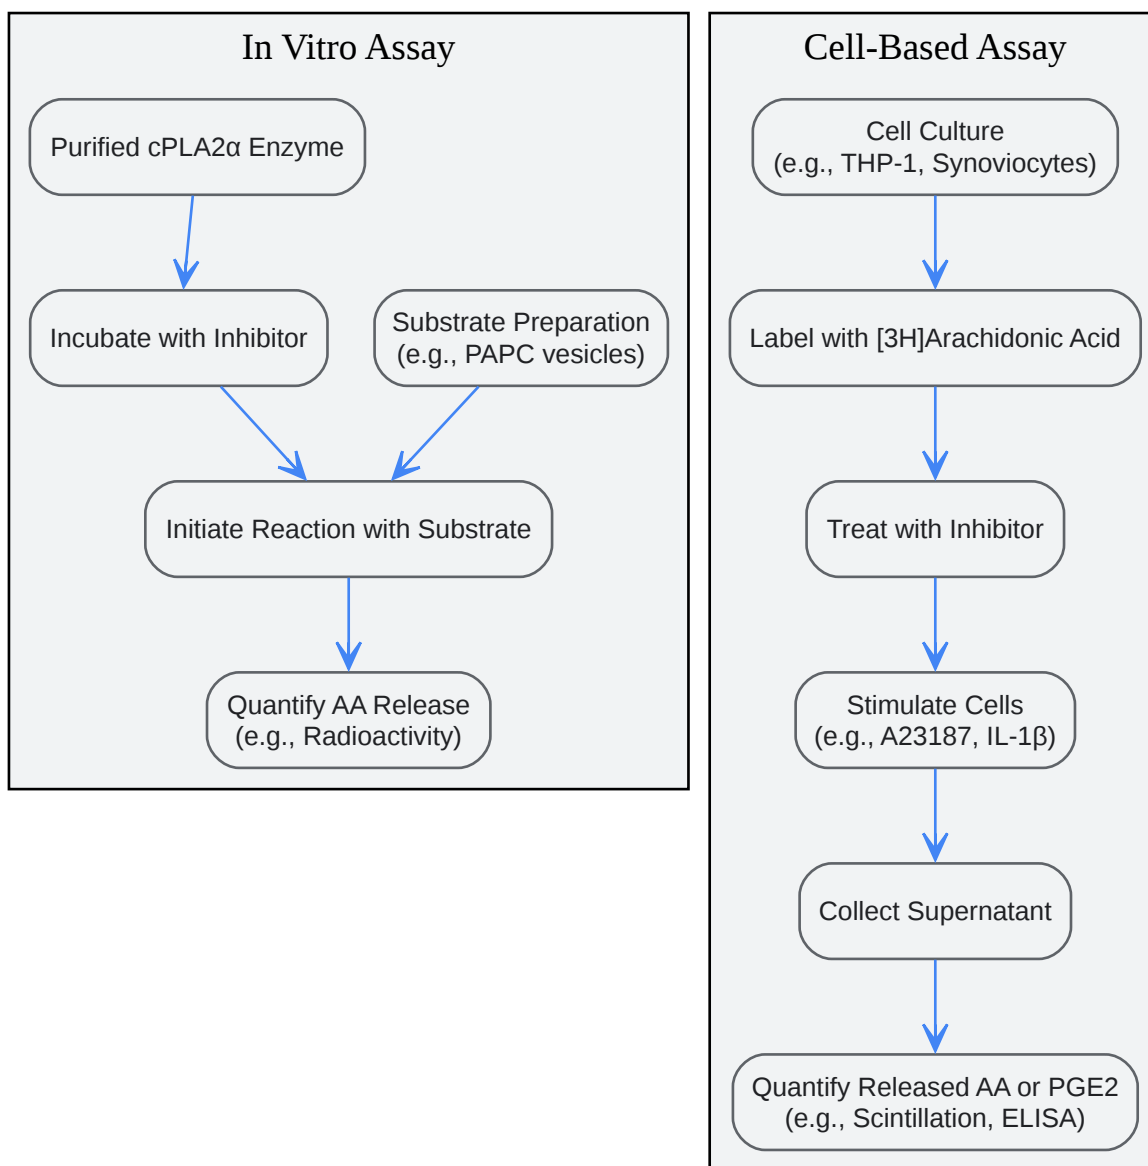 In Vitro Assay
Purified cPLA2α Enzyme
Incubate with Inhibitor
Substrate Preparation
(e.g., PAPC vesicles)
Initiate Reaction with Substrate
Quantify AA Release
(e.g., Radioactivity)
Cell-Based Assay
Cell Culture
(e.g., THP-1, Synoviocytes)
Label with [3H]Arachidonic Acid
Treat with Inhibitor
Stimulate Cells
(e.g., A23187, IL-1β)
Collect Supernatant
Quantify Released AA or PGE2
(e.g., Scintillation, ELISA)